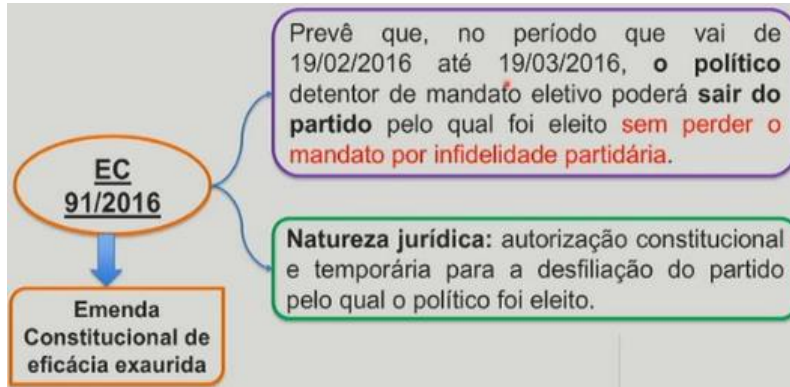 Prevê que, no período que vai de
19/02/2016 até 19/03/2016, o político
detentor de mandato eletivo poderá sair do
partido pelo qual foi eleito sem perder o
mandato por infidelidade partidária.
EC
91/2016
Natureza jurídica: autorização constitucional
e temporária para a desfiliação do partido
pelo qual o político foi eleito.
Emenda
Constitucional de
eficácia exaurida